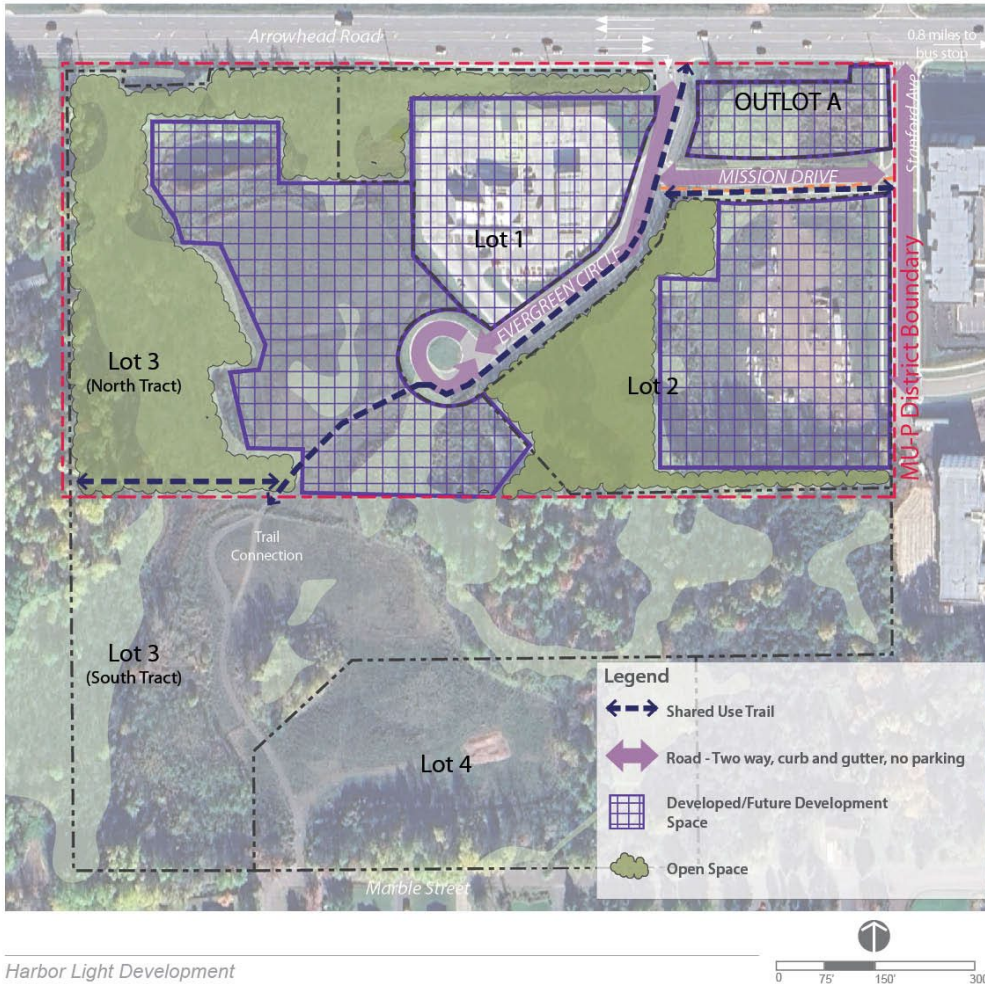 Arrowhead Road
0.8 miles to
bus stop
OUTLOT A
Stanford Ave
MISSION DRIVE
Lot 1
EVERGREEN CIRCLE
Lot 3
(North Tract)
Lot 2
MU-P District Boundary
Trail
Connection
Lot 3
(South Tract)
Lot 4
Marble Street
Legend
Shared Use Trail
Road - Two way, curb and gutter, no parking
Developed/Future Development
Space
Open Space
Harbor Light Development
0 75' 150' 300